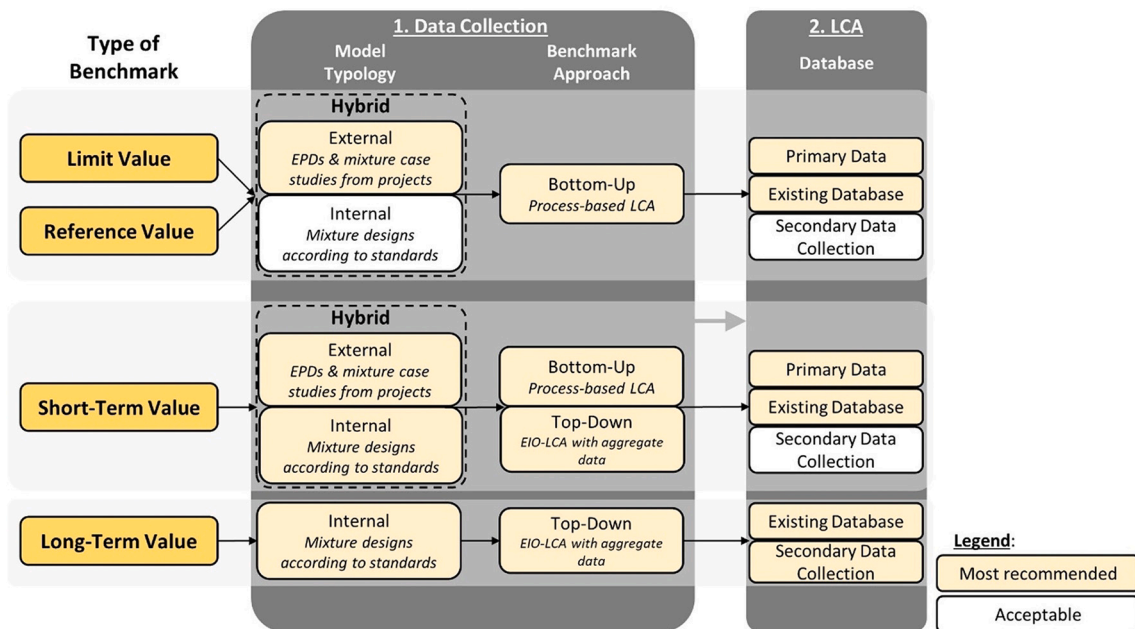 Type of
Benchmark
1. Data Collection
Model
Typology
Benchmark
Approach
2. LCA
Database
Limit Value
Reference Value
Hybrid
External
EPDs & mixture case
studies from projects
Internal
Mixture designs
according to standards
Bottom-Up
Process-based LCA
Primary Data
Existing Database
Secondary Data
Collection
Short-Term Value
Hybrid
External
EPDs & mixture case
studies from projects
Internal
Mixture designs
according to standards
Bottom-Up
Process-based LCA
Top-Down
EIO-LCA with aggregate
data
Primary Data
Existing Database
Secondary Data
Collection
Long-Term Value
Internal
Mixture designs
according to standards
Top-Down
EIO-LCA with aggregate
data
Existing Database
Secondary Data
Collection
Legend:
Most recommended
Acceptable